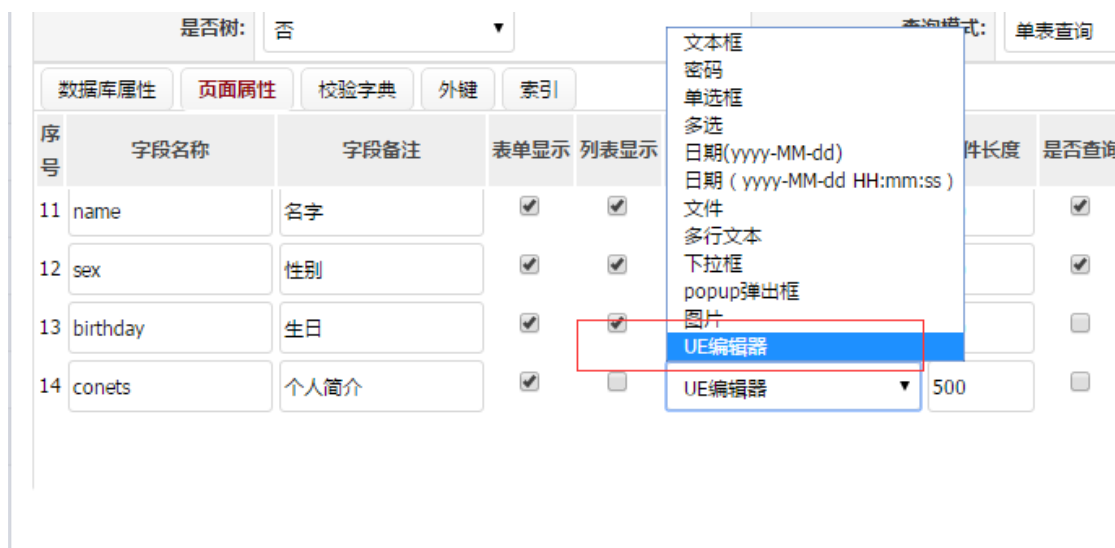 是否树: 否 单表查询
文本框
密码
单选框
多选
日期(yyyy-MM-dd)
日期 ( yyyy-MM-dd HH:mm:ss )
文件
多行文本
下拉框
popup弹出框
图片
UE编辑器
数据库属性 页面属性 校验字典 外键 索引
序号 字段名称 字段备注 表单显示 列表显示 件长度 是否查询
11 name 名字
12 sex 性别
13 birthday 生日
14 conets 个人简介 UE编辑器 500